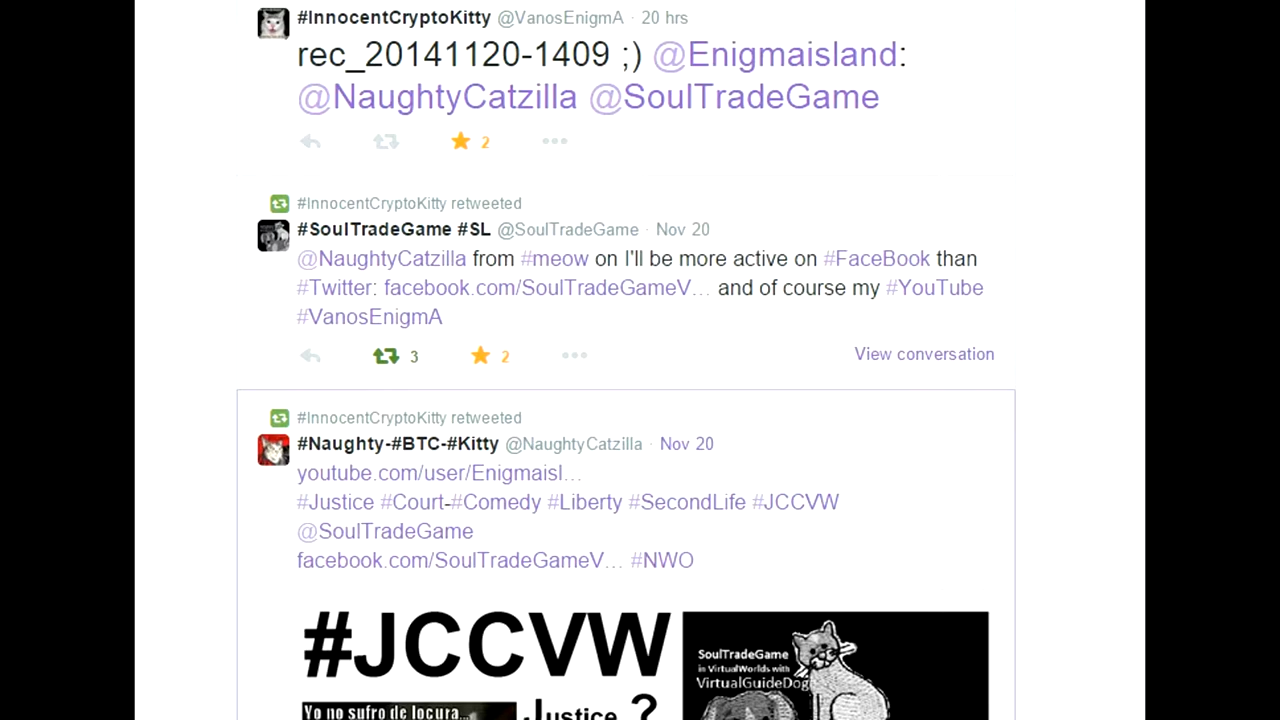 #InnocentCryptoKitty @VanosEnigmA · 20 hrs
rec_20141120-1409 ;) @Enigmaisland:
@NaughtyCatzilla @SoulTradeGame
2
#InnocentCryptoKitty retweeted
#SoulTradeGame #SL @SoulTradeGame · Nov 20
@NaughtyCatzilla from #meow on I'll be more active on #FaceBook than
#Twitter: facebook.com/SoulTradeGameV… and of course my #YouTube
#VanosEnigmA
3 2 View conversation
#InnocentCryptoKitty retweeted
#Naughty-#BTC-#Kitty @NaughtyCatzilla · Nov 20
youtube.com/user/Enigmaisl…
#Justice #Court-#Comedy #Liberty #SecondLife #JCCVW
@SoulTradeGame
facebook.com/SoulTradeGameV… #NWO
#JCCVW
Yo no sufro de locura...
Justice ?
SoulTradeGame
in VirtualWorlds with
VirtualGuideDog